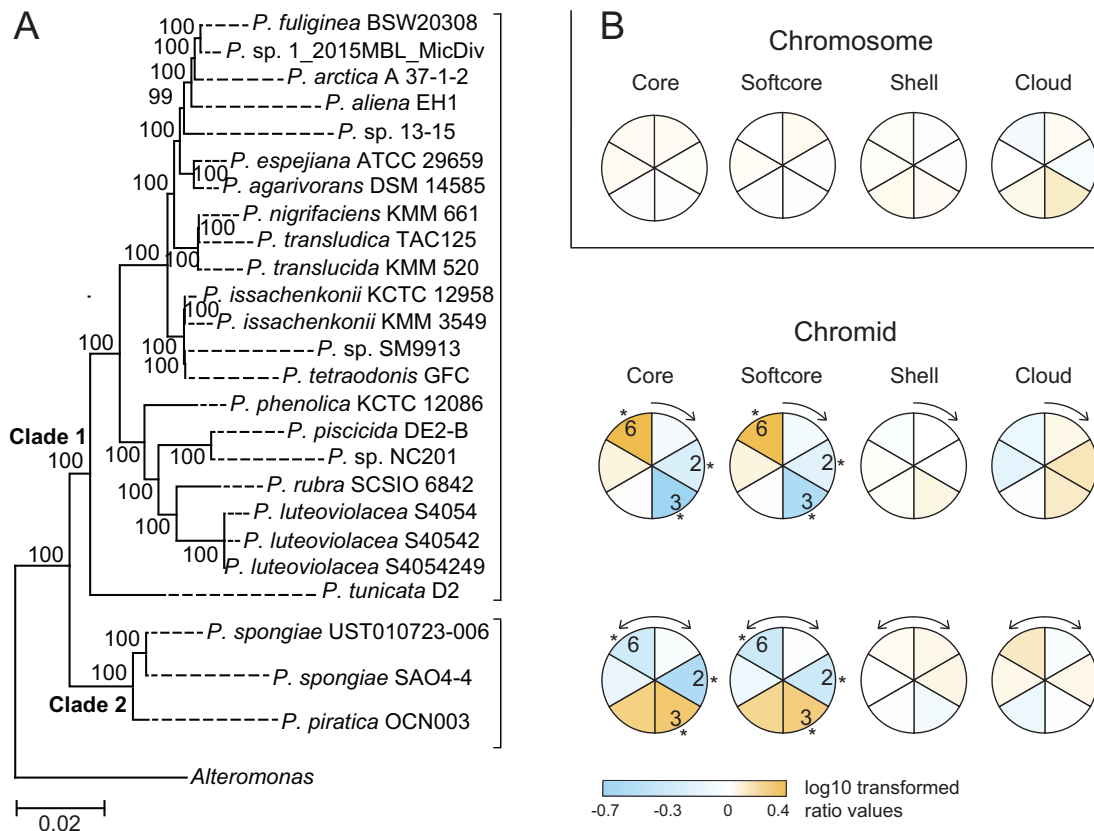 A
P. fuliginea BSW20308
100
P. sp. 1_2015MBL_MicDiv
100
P. arctica A 37-1-2
100
99
P. aliena EH1
100
P. sp. 13-15
P. espejiana ATCC 29659
100
P. agarivorans DSM 14585
100
P. nigrifaciens KMM 661
100
P. transludica TAC125
100
100
P. translucida KMM 520
P. issachenkonii KCTC 12958
100
P. issachenkonii KMM 3549
100
P. sp. SM9913
100
P. tetraodonis GFC
100
P. phenolica KCTC 12086
Clade 1
P. piscicida DE2-B
100
100
P. sp. NC201
100
P. rubra SCSIO 6842
P. luteoviolacea S4054
100
P. luteoviolacea S40542
100
100
P. luteoviolacea S4054249
P. tunicata D2
P. spongiae UST010723-006
100
P. spongiae SAO4-4
100
Clade 2
P. piratica OCN003
Alteromonas
0.02
B
Chromosome
Core Softcore Shell Cloud
Chromid
Core Softcore Shell Cloud
* 6 2 * 3 *
* 6 2 * 3 *
* 6 2 * 3 *
* 6 2 * 3 *
log10 transformed
ratio values
-0.7 -0.3 0 0.4